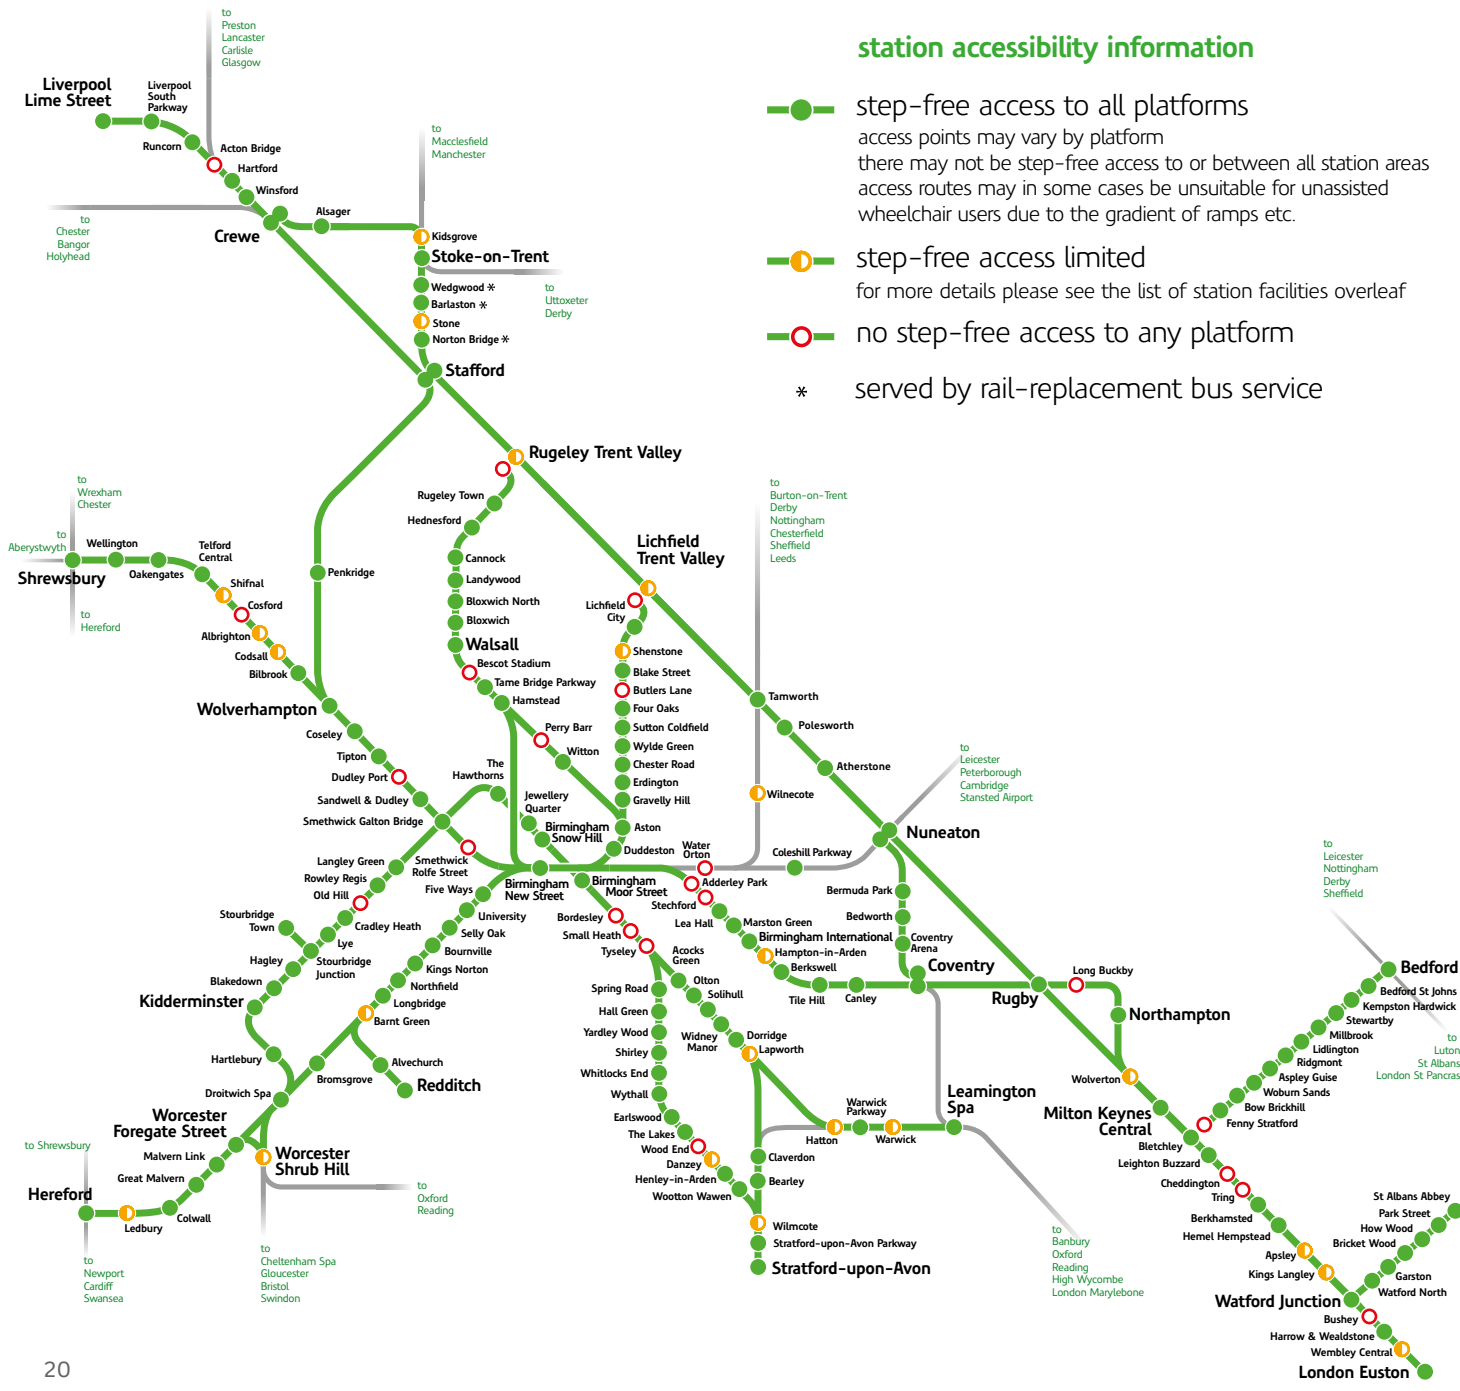 station accessibility information
step-free access to all platforms
access points may vary by platform
there may not be step-free access to or between all station areas
access routes may in some cases be unsuitable for unassisted
wheelchair users due to the gradient of ramps etc.
step-free access limited
for more details please see the list of station facilities overleaf
no step-free access to any platform
* served by rail-replacement bus service
to
Preston
Lancaster
Carlisle
Glasgow
Liverpool
Lime Street
Liverpool
South
Parkway
Runcorn
Acton Bridge
Hartford
Winsford
to
Macclesfield
Manchester
to
Chester
Bangor
Holyhead
Crewe
Alsager
Kidsgrove
Stoke-on-Trent
Wedgwood *
Barlaston *
Stone
Norton Bridge *
to
Uttoxeter
Derby
Stafford
Rugeley Trent Valley
Rugeley Town
Hednesford
Cannock
Landywood
Bloxwich North
Bloxwich
Walsall
Bescot Stadium
Tame Bridge Parkway
Hamstead
Perry Barr
Witton
to
Wrexham
Chester
to
Aberystwyth
Shrewsbury
to
Hereford
Wellington
Oakengates
Telford
Central
Shifnal
Cosford
Albrighton
Codsall
Bilbrook
Penkridge
Wolverhampton
Coseley
Tipton
Dudley Port
Sandwell & Dudley
Smethwick Galton Bridge
Smethwick
Rolfe Street
The
Hawthorns
Jewellery
Quarter
Birmingham
Snow Hill
Lichfield
Trent Valley
Lichfield
City
Shenstone
Blake Street
Butlers Lane
Four Oaks
Sutton Coldfield
Wylde Green
Chester Road
Erdington
Gravelly Hill
Aston
Duddeston
to
Burton-on-Trent
Derby
Nottingham
Chesterfield
Sheffield
Leeds
Tamworth
Polesworth
Atherstone
Wilnecote
Water
Orton
Coleshill Parkway
to
Leicester
Peterborough
Cambridge
Stansted Airport
Nuneaton
Bermuda Park
Bedworth
Coventry
Arena
Coventry
Langley Green
Rowley Regis
Old Hill
Cradley Heath
Lye
Stourbridge
Town
Stourbridge
Junction
Hagley
Blakedown
Kidderminster
Hartlebury
Droitwich Spa
Five Ways
University
Selly Oak
Bournville
Kings Norton
Northfield
Longbridge
Barnt Green
Alvechurch
Redditch
Bromsgrove
Birmingham
New Street
Birmingham
Moor Street
Bordesley
Small Heath
Tyseley
Adderley Park
Stechford
Lea Hall
Marston Green
Birmingham International
Hampton-in-Arden
Berkswell
Tile Hill
Canley
Acocks
Green
Olton
Solihull
Widney
Manor
Dorridge
Lapworth
Spring Road
Hall Green
Yardley Wood
Shirley
Whitlocks End
Wythall
Earlswood
The Lakes
Wood End
Danzey
Henley-in-Arden
Wootton Wawen
Hatton
Warwick
Parkway
Warwick
Leamington
Spa
Claverdon
Bearley
Wilmcote
Stratford-upon-Avon Parkway
Stratford-upon-Avon
to
Banbury
Oxford
Reading
High Wycombe
London Marylebone
Worcester
Foregate Street
Worcester
Shrub Hill
Malvern Link
Great Malvern
Colwall
Ledbury
Hereford
to Shrewsbury
to
Newport
Cardiff
Swansea
to
Oxford
Reading
to
Cheltenham Spa
Gloucester
Bristol
Swindon
Rugby
Long Buckby
Northampton
Wolverton
Milton Keynes
Central
Bletchley
Leighton Buzzard
Cheddington
Tring
Berkhamsted
Hemel Hempstead
Apsley
Kings Langley
Watford Junction
Bushey
Harrow & Wealdstone
Wembley Central
London Euston
to
Leicester
Nottingham
Derby
Sheffield
Bedford
Bedford St Johns
Kempston Hardwick
Stewartby
Millbrook
Lidlington
Ridgmont
Aspley Guise
Woburn Sands
Bow Brickhill
Fenny Stratford
to
Luton
St Albans
London St Pancras
St Albans Abbey
Park Street
How Wood
Bricket Wood
Garston
Watford North
20